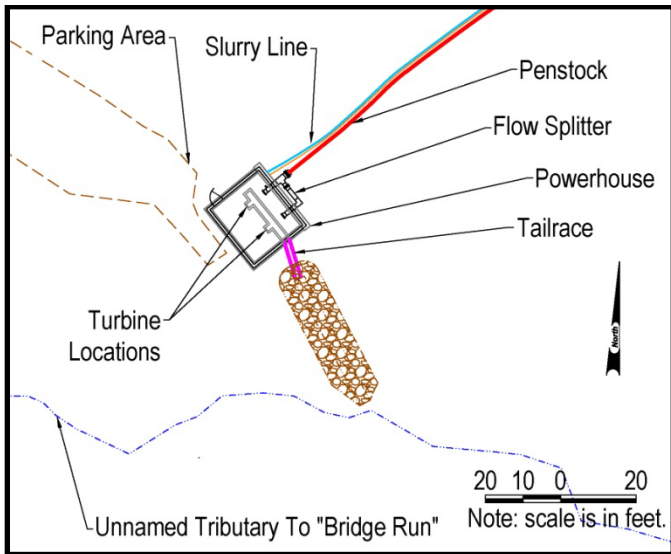 Parking Area
Slurry Line
Penstock
Flow Splitter
Powerhouse
Tailrace
Turbine
Locations
North
20 10 0 20
Note: scale is in feet.
Unnamed Tributary To "Bridge Run"